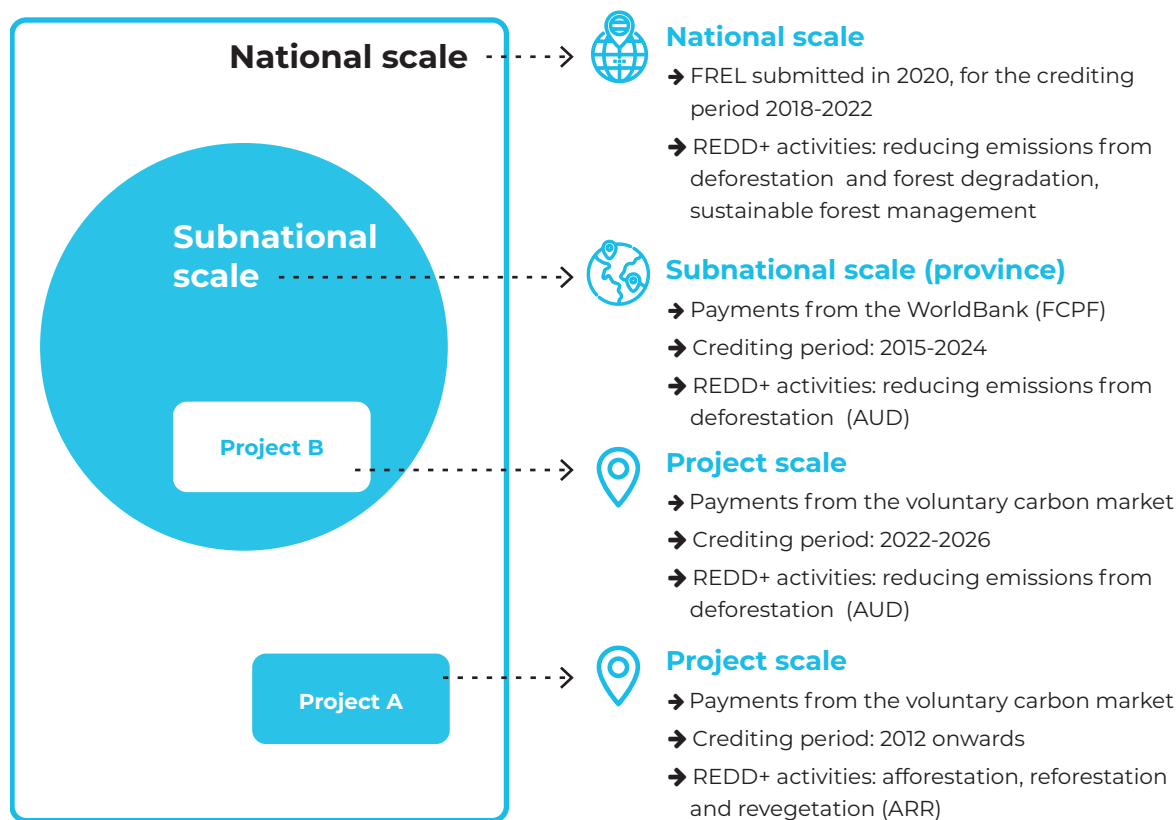 National scale
Subnational
scale
Project B
Project A
National scale
➔ FREL submitted in 2020, for the crediting
period 2018-2022
➔ REDD+ activities: reducing emissions from
deforestation and forest degradation,
sustainable forest management
Subnational scale (province)
➔ Payments from the WorldBank (FCPF)
➔ Crediting period: 2015-2024
➔ REDD+ activities: reducing emissions from
deforestation (AUD)
Project scale
➔ Payments from the voluntary carbon market
➔ Crediting period: 2022-2026
➔ REDD+ activities: reducing emissions from
deforestation (AUD)
Project scale
➔ Payments from the voluntary carbon market
➔ Crediting period: 2012 onwards
➔ REDD+ activities: afforestation, reforestation
and revegetation (ARR)